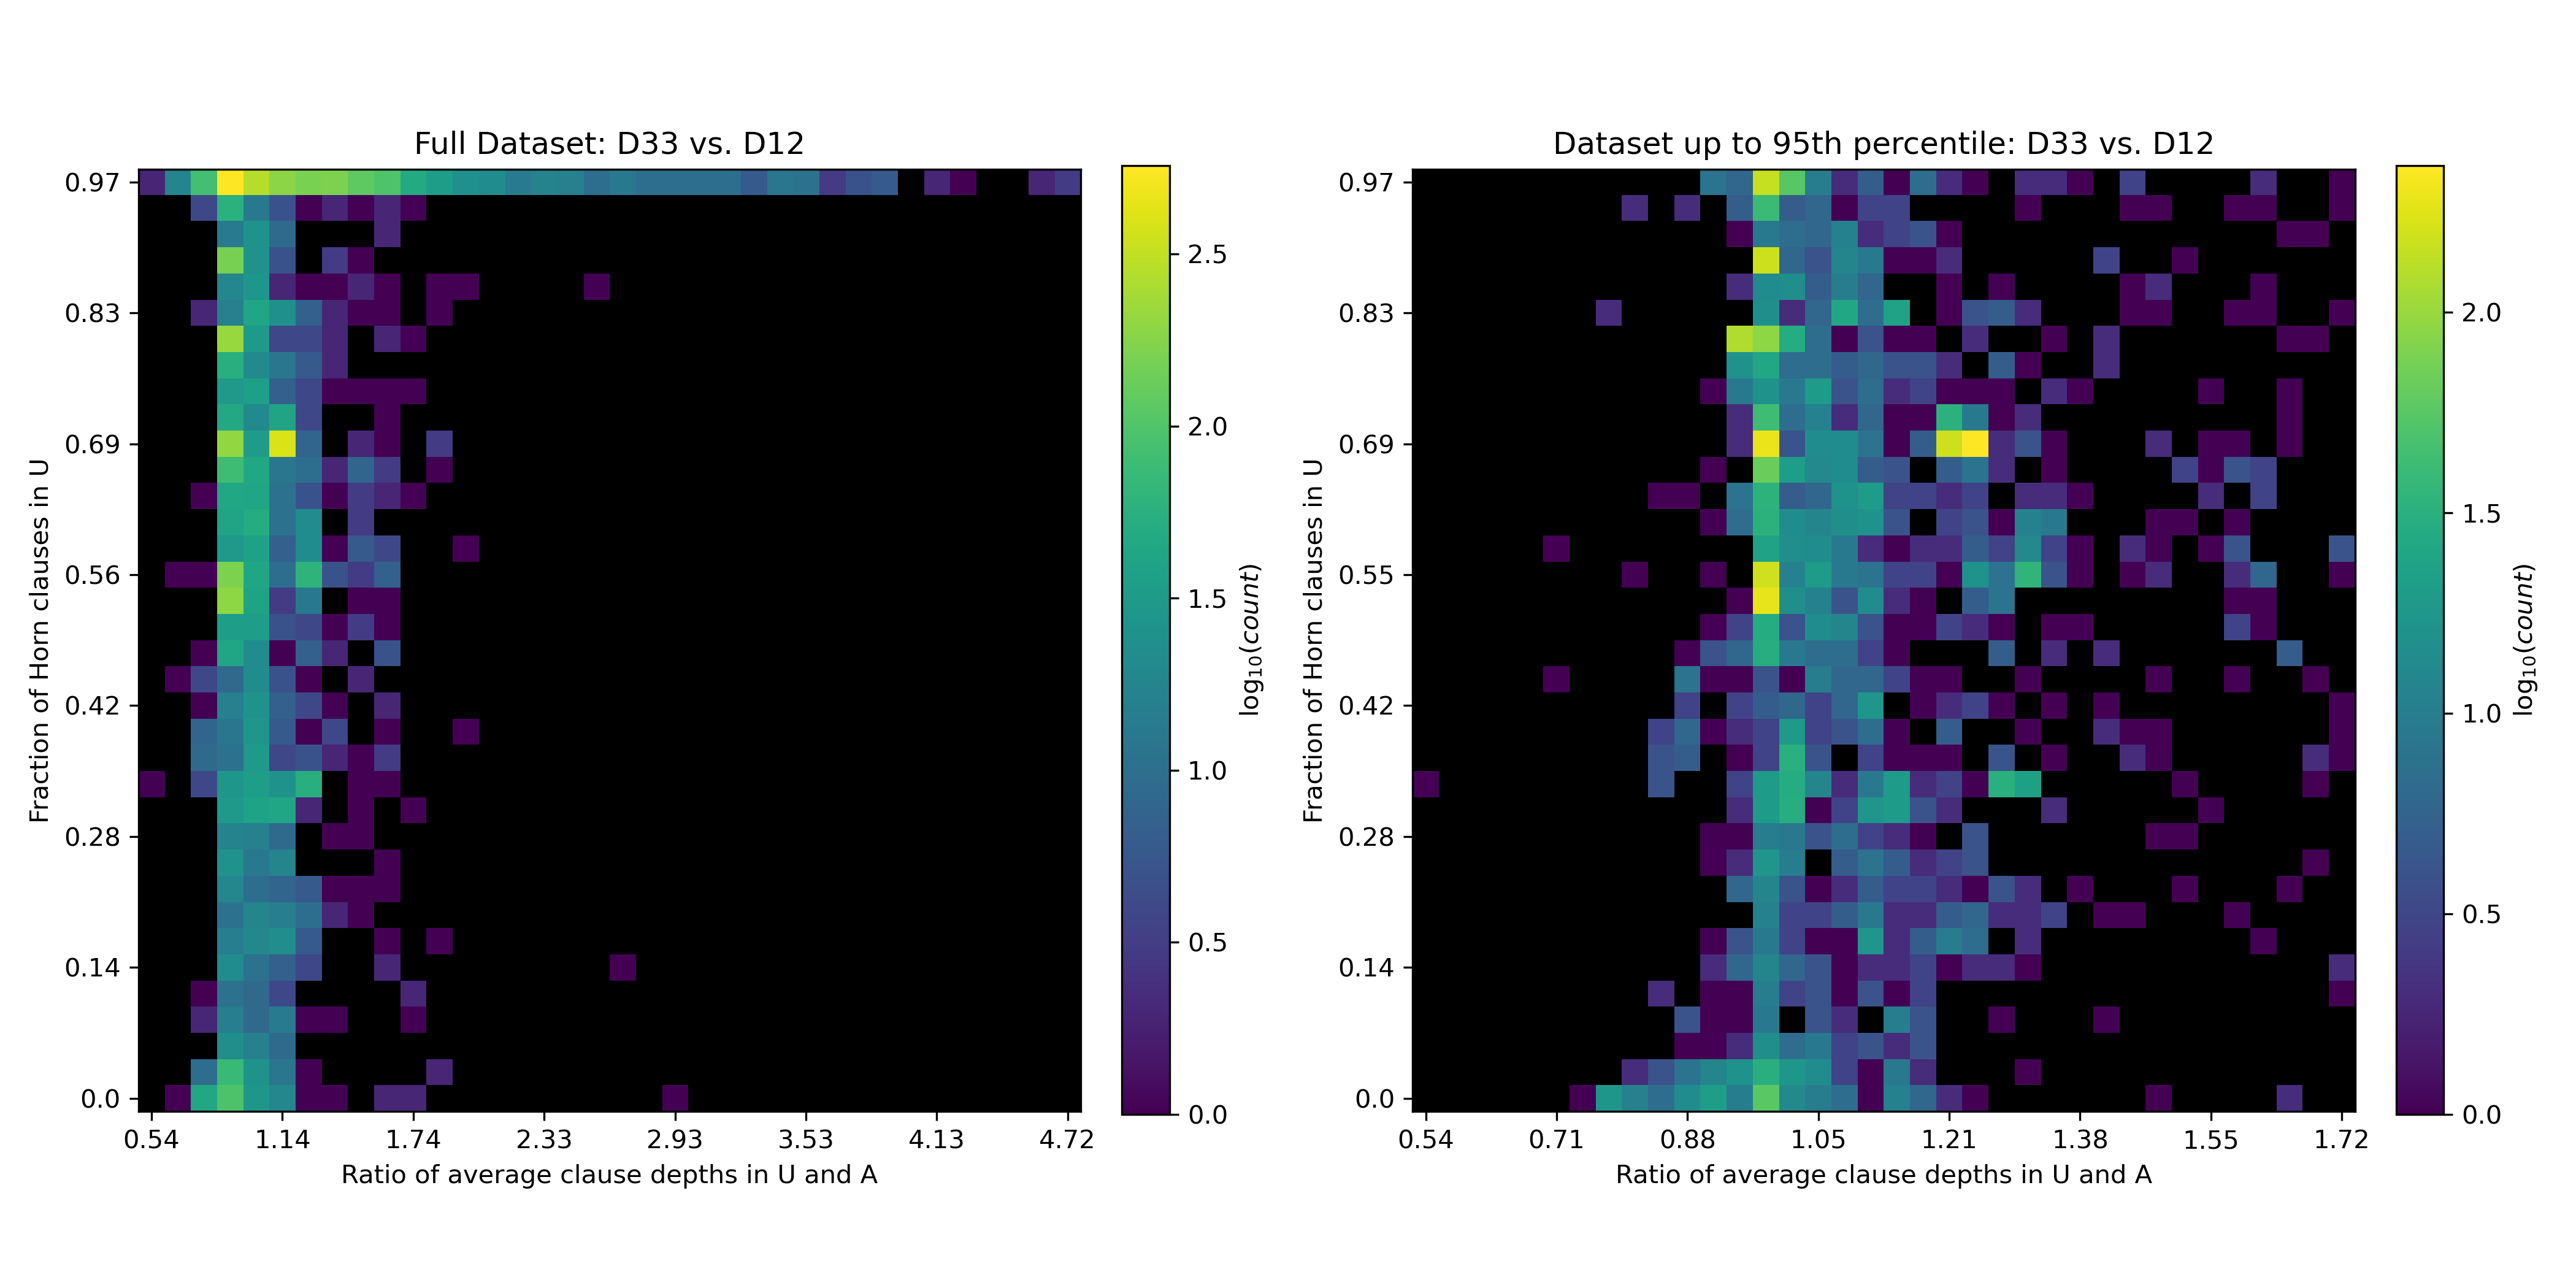 Full Dataset: D33 vs. D12
Fraction of Horn clauses in U
0.97
0.83
0.69
0.56
0.42
0.28
0.14
0.0
0.54 1.14 1.74 2.33 2.93 3.53 4.13 4.72
Ratio of average clause depths in U and A
2.5
2.0
1.5
1.0
0.5
0.0
log₁₀(count)
Dataset up to 95th percentile: D33 vs. D12
Fraction of Horn clauses in U
0.97
0.83
0.69
0.55
0.42
0.28
0.14
0.0
0.54 0.71 0.88 1.05 1.21 1.38 1.55 1.72
Ratio of average clause depths in U and A
2.0
1.5
1.0
0.5
0.0
log₁₀(count)